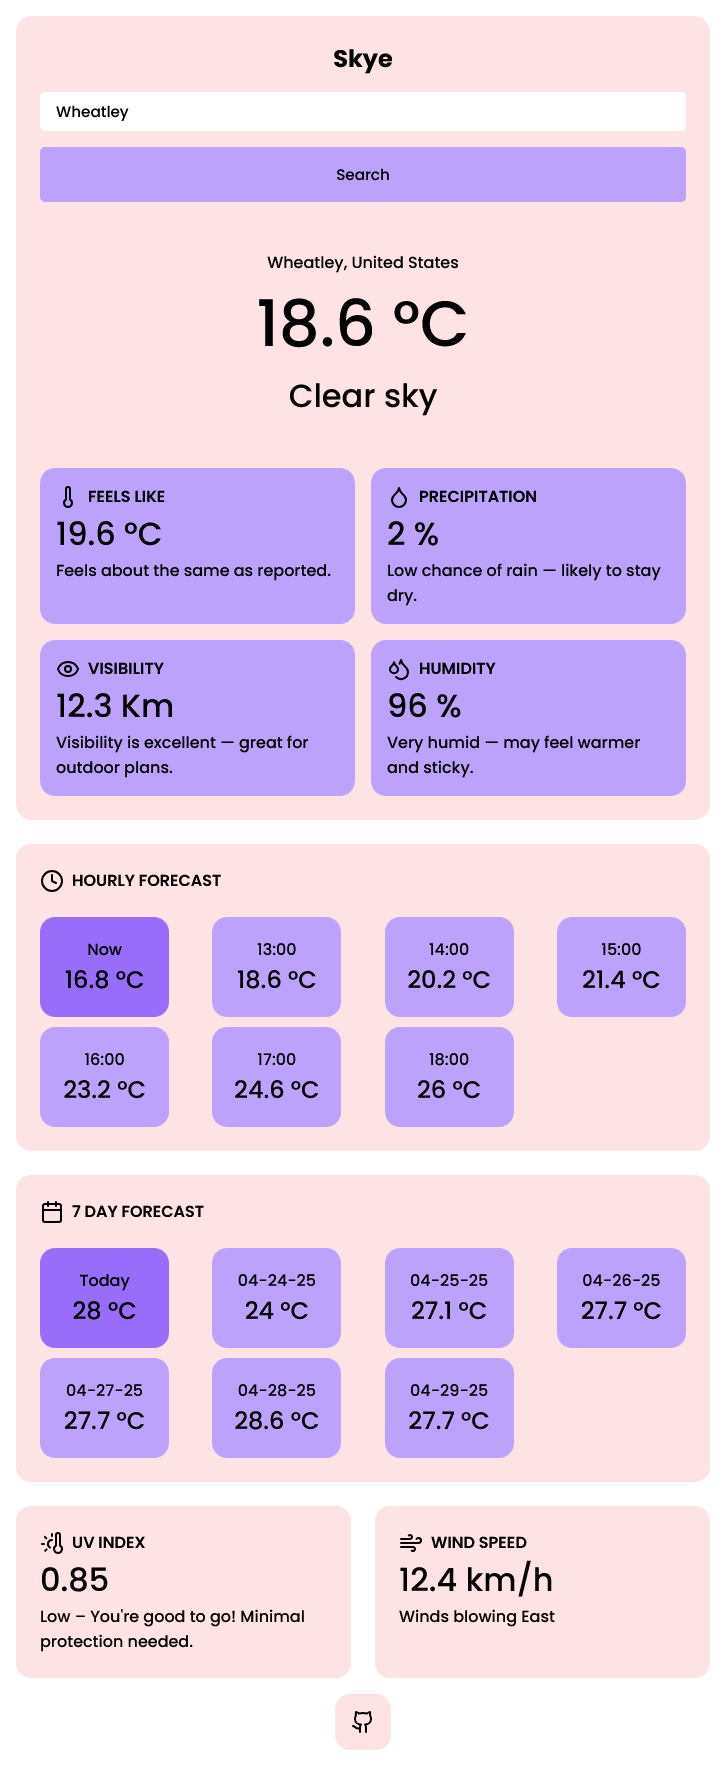 Skye
Wheatley
Search
Wheatley, United States
18.6 °C
Clear sky
FEELS LIKE
19.6 °C
Feels about the same as reported.
PRECIPITATION
2 %
Low chance of rain — likely to stay
dry.
VISIBILITY
12.3 Km
Visibility is excellent — great for
outdoor plans.
HUMIDITY
96 %
Very humid — may feel warmer
and sticky.
HOURLY FORECAST
Now
16.8 °C
13:00
18.6 °C
14:00
20.2 °C
15:00
21.4 °C
16:00
23.2 °C
17:00
24.6 °C
18:00
26 °C
7 DAY FORECAST
Today
28 °C
04-24-25
24 °C
04-25-25
27.1 °C
04-26-25
27.7 °C
04-27-25
27.7 °C
04-28-25
28.6 °C
04-29-25
27.7 °C
UV INDEX
0.85
Low – You're good to go! Minimal
protection needed.
WIND SPEED
12.4 km/h
Winds blowing East